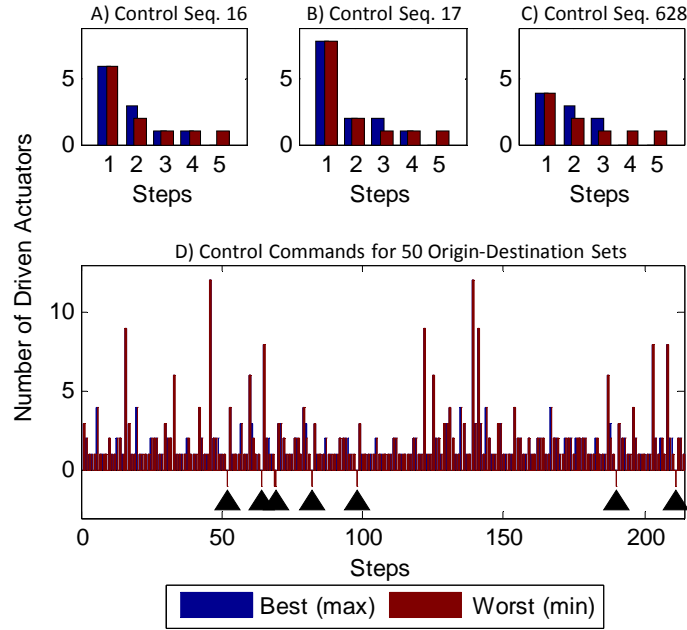 A) Control Seq. 16
B) Control Seq. 17
C) Control Seq. 628
5
0
1 2 3 4 5
Steps
5
0
1 2 3 4 5
Steps
5
0
1 2 3 4 5
Steps
Number of Driven Actuators
D) Control Commands for 50 Origin-Destination Sets
10
5
0
0 50 100 150 200
Steps
Best (max)
Worst (min)